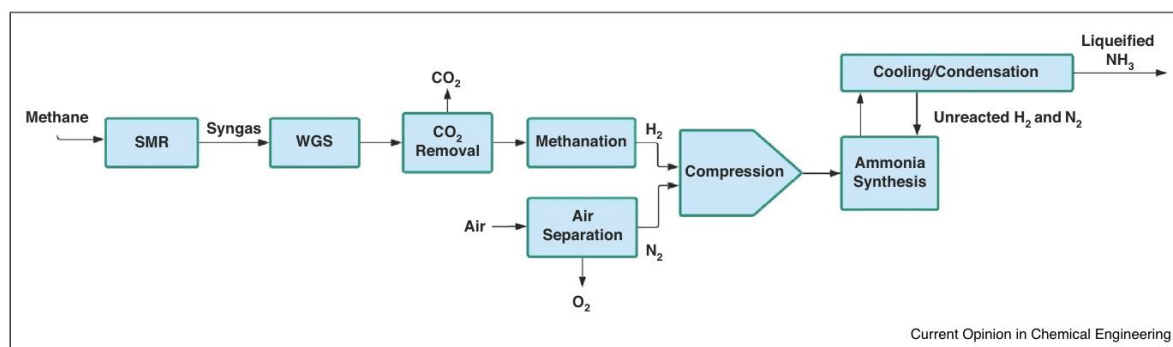 Methane
SMR
Syngas
WGS
CO₂
CO₂
Removal
Methanation
H₂
Air
Air
Separation
N₂
O₂
Compression
Ammonia
Synthesis
Cooling/Condensation
Unreacted H₂ and N₂
Liqueified
NH₃
Current Opinion in Chemical Engineering